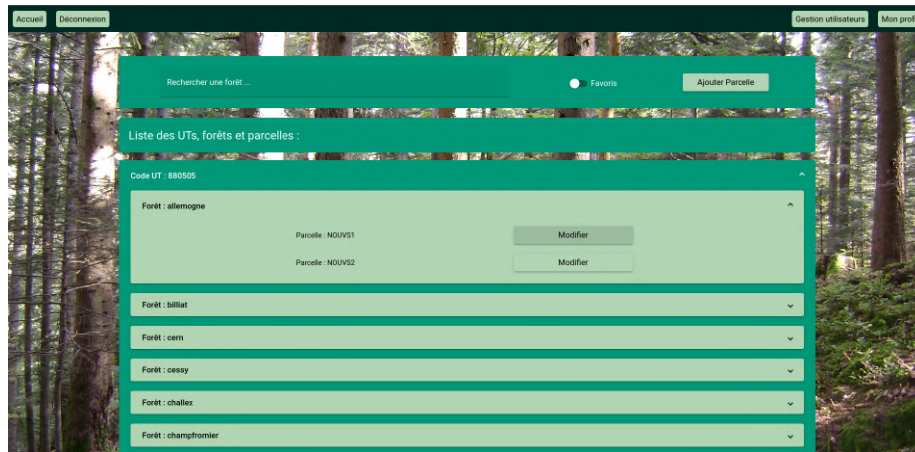 Accueil Déconnexion Gestion utilisateurs Mon prof
Rechercher une forêt ... Favoris Ajouter Parcelle
Liste des UTs, forêts et parcelles :
Code UT : 880505
Forêt : allemogne
Parcelle : NOUVS1 Modifier
Parcelle : NOUVS2 Modifier
Forêt : billiat
Forêt : cern
Forêt : cessy
Forêt : challex
Forêt : champfromier